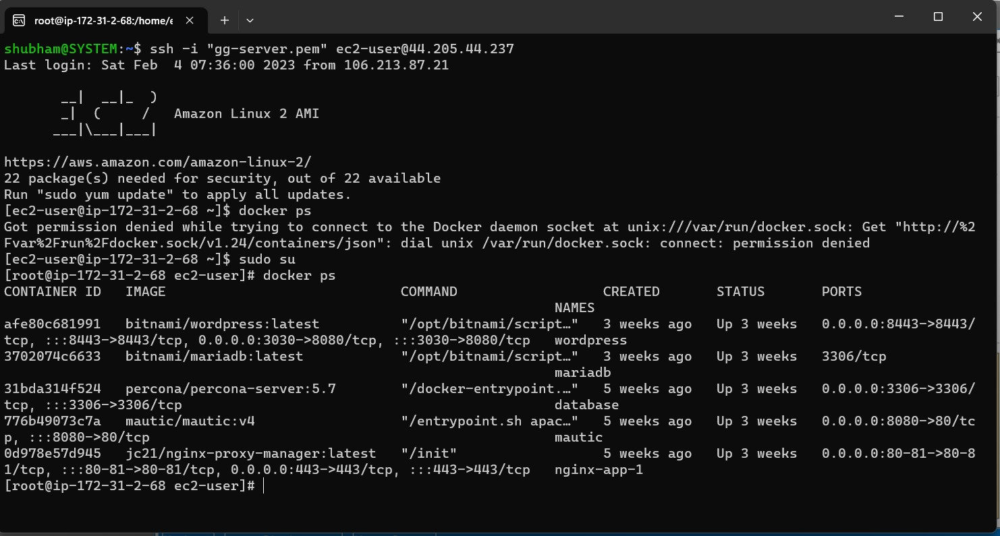 root@ip-172-31-2-68:/home/e
shubham@SYSTEM:~$ ssh -i "gg-server.pem" ec2-user@44.205.44.237
Last login: Sat Feb  4 07:36:00 2023 from 106.213.87.21
       __|  __|_  )
       _|  (     /   Amazon Linux 2 AMI
      ___|\___|___|
https://aws.amazon.com/amazon-linux-2/
22 package(s) needed for security, out of 22 available
Run "sudo yum update" to apply all updates.
[ec2-user@ip-172-31-2-68 ~]$ docker ps
Got permission denied while trying to connect to the Docker daemon socket at unix:///var/run/docker.sock: Get "http://%2
Fvar%2Frun%2Fdocker.sock/v1.24/containers/json": dial unix /var/run/docker.sock: connect: permission denied
[ec2-user@ip-172-31-2-68 ~]$ sudo su
[root@ip-172-31-2-68 ec2-user]# docker ps
CONTAINER ID   IMAGE                             COMMAND                  CREATED       STATUS       PORTS
                                                                    NAMES
afe80c681991   bitnami/wordpress:latest          "/opt/bitnami/script…"   3 weeks ago   Up 3 weeks   0.0.0.0:8443->8443/
tcp, :::8443->8443/tcp, 0.0.0.0:3030->8080/tcp, :::3030->8080/tcp   wordpress
3702074c6633   bitnami/mariadb:latest            "/opt/bitnami/script…"   3 weeks ago   Up 3 weeks   3306/tcp
                                                                    mariadb
31bda314f524   percona/percona-server:5.7        "/docker-entrypoint.…"   5 weeks ago   Up 3 weeks   0.0.0.0:3306->3306/
tcp, :::3306->3306/tcp                                              database
776b49073c7a   mautic/mautic:v4                  "/entrypoint.sh apac…"   5 weeks ago   Up 3 weeks   0.0.0.0:8080->80/tc
p, :::8080->80/tcp                                                  mautic
0d978e57d945   jc21/nginx-proxy-manager:latest   "/init"                  5 weeks ago   Up 3 weeks   0.0.0.0:80-81->80-8
1/tcp, :::80-81->80-81/tcp, 0.0.0.0:443->443/tcp, :::443->443/tcp   nginx-app-1
[root@ip-172-31-2-68 ec2-user]#